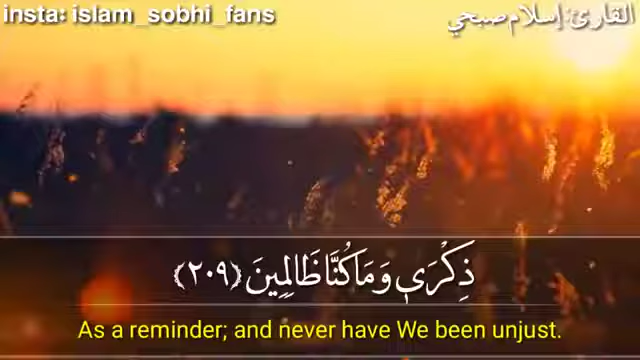 insta: islam_sobhi_fans
القارئ: إسلام صبحي
ذِكْرَىٰ وَمَا كُنَّا ظَالِمِينَ ﴿٢٠٩﴾
As a reminder; and never have We been unjust.